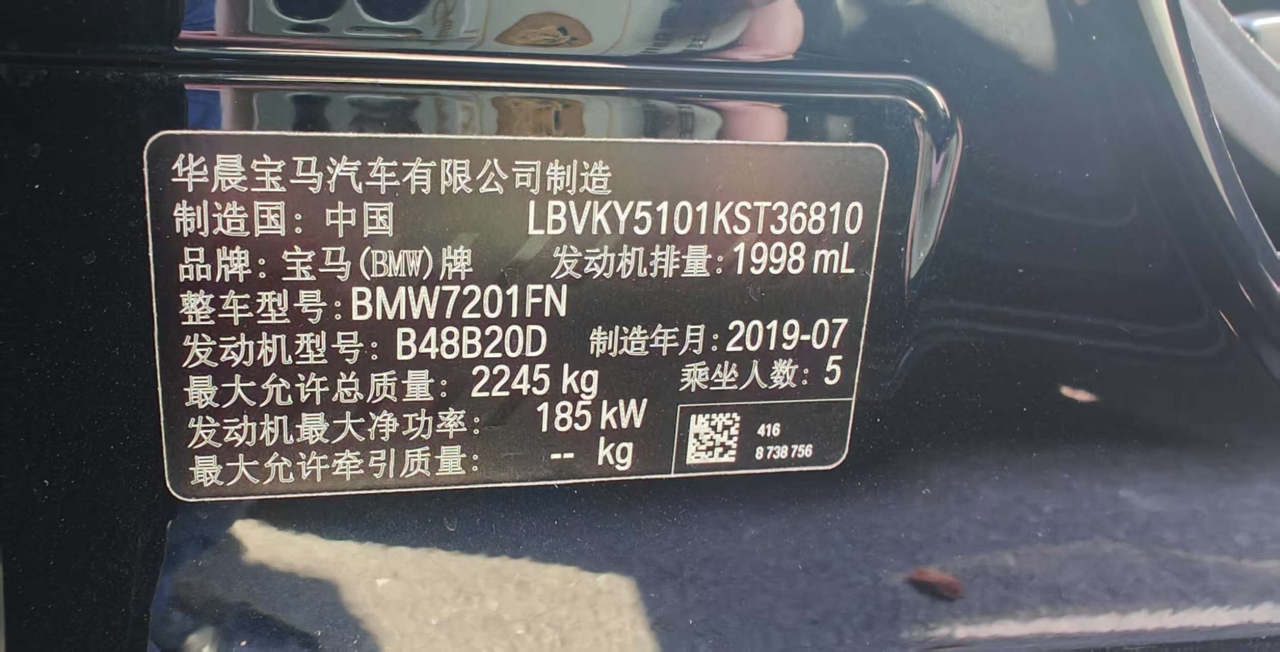 华晨宝马汽车有限公司制造
制造国: 中国 LBVKY5101KST36810
品牌: 宝马(BMW)牌 发动机排量: 1998 mL
整车型号: BMW7201FN
发动机型号: B48B20D 制造年月: 2019-07
最大允许总质量: 2245 kg 乘坐人数: 5
发动机最大净功率: 185 kW
最大允许牵引质量: -- kg
416
8 738 756